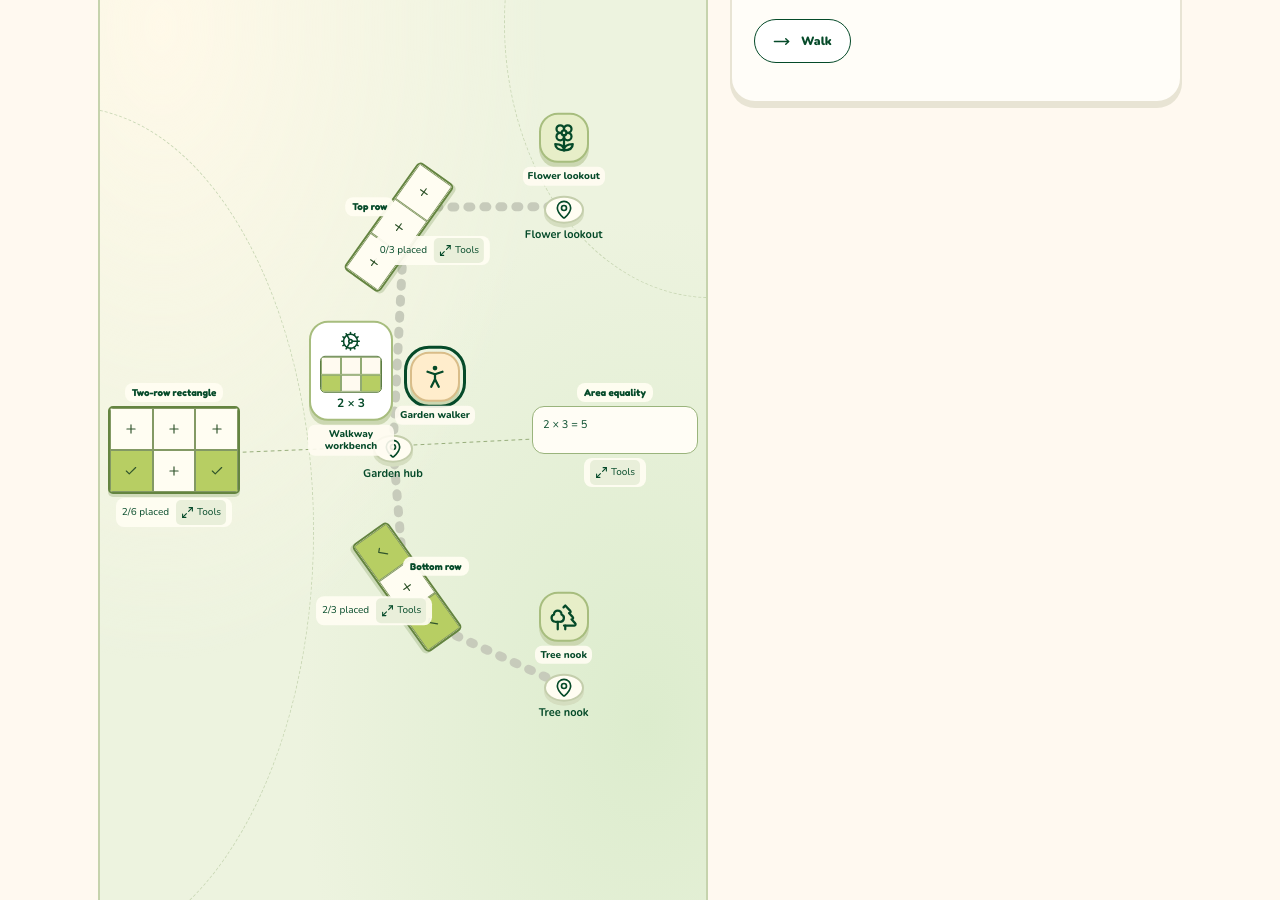 Walk
Flower lookout
Top row
Flower lookout
0/3 placed
Tools
Two-row rectangle
2 × 3
Garden walker
Area equality
2 × 3 = 5
Walkway
workbench
Garden hub
Tools
2/6 placed
Tools
Bottom row
2/3 placed
Tools
Tree nook
Tree nook